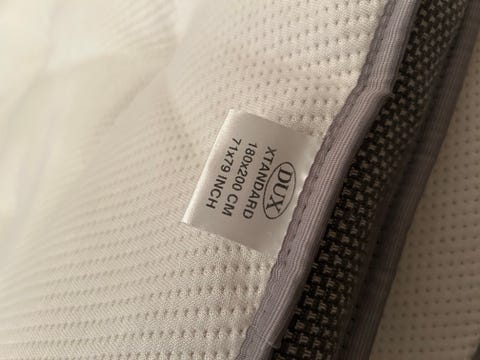 DUX
XTANDARD
180x200 CM
71x79 INCH